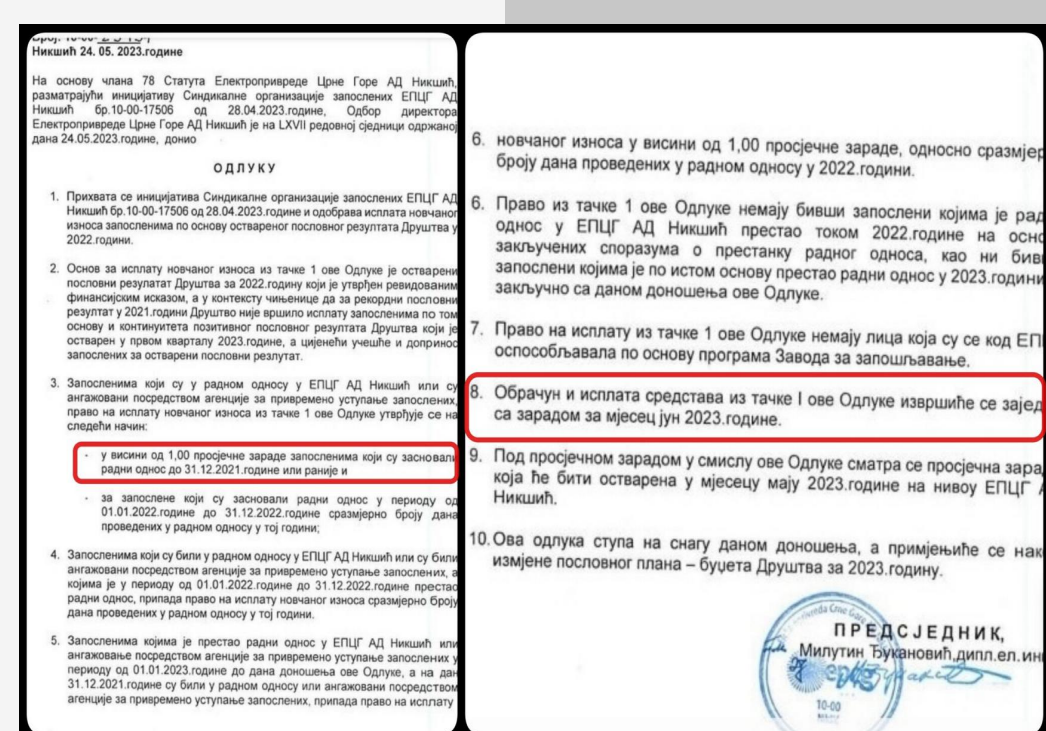 Број: 10-00-
Никшић 24. 05. 2023.године
На основу члана 78 Статута Електропривреде Црне Горе АД Никшић,
разматрајући иницијативу Синдикалне организације запослених ЕПЦГ АД
Никшић бр.10-00-17506 од 28.04.2023.године, Одбор директора
Електропривреде Црне Горе АД Никшић је на LXVII редовној сједници одржаној
дана 24.05.2023.године, донио
ОДЛУКУ
1. Прихвата се иницијатива Синдикалне организације запослених ЕПЦГ АД
Никшић бр.10-00-17506 од 28.04.2023.године и одобрава исплата новчаног
износа запосленима по основу оствареног пословног резултата Друштва у
2022.години.
2. Основ за исплату новчаног износа из тачке 1 ове Одлуке је остварени
пословни резулатат Друштва за 2022.годину који је утврђен ревидованим
финансијским исказом, а у контексту чињенице да за рекордни пословни
резултат у 2021.години Друштво није вршило исплату запосленима по том
основу и континуитета позитивног пословног резултата Друштва који је
остварен у првом кварталу 2023.године, а цијенећи учешће и допринос
запослених за остварени пословни резлутат.
3. Запосленима који су у радном односу у ЕПЦГ АД Никшић или су
ангажовани посредством агенције за привремено уступање запослених,
право на исплату новчаног износа из тачке 1 ове Одлуке утврђује се на
следећи начин:
- у висини од 1,00 просјечне зараде запосленима који су засновали
радни однос до 31.12.2021.године или раније и
- за запослене који су засновали радни однос у периоду од
01.01.2022.године до 31.12.2022.године сразмјерно броју дана
проведених у радном односу у тој години;
4. Запосленима који су били у радном односу у ЕПЦГ АД Никшић или су били
ангажовани посредством агенције за привремено уступање запослених, а
којима је у периоду од 01.01.2022.године до 31.12.2022.године престао
радни однос, припада право на исплату новчаног износа сразмјерно броју
дана проведених у радном односу у тој години.
5. Запосленима којима је престао радни однос у ЕПЦГ АД Никшић или
ангажовање посредством агенције за привремено уступање запослених у
периоду од 01.01.2023.године до дана доношења ове Одлуке, а на дан
31.12.2021.године су били у радном односу или ангажовани посредством
агенције за привремено уступање запослених, припада право на исплату
6. новчаног износа у висини од 1,00 просјечне зараде, односно сразмјер
броју дана проведених у радном односу у 2022.години.
6. Право из тачке 1 ове Одлуке немају бивши запослени којима је рад
однос у ЕПЦГ АД Никшић престао током 2022.године на осно
закључених споразума о престанку радног односа, као ни бив
запослени којима је по истом основу престао радни однос у 2023.години
закључно са даном доношења ове Одлуке.
7. Право на исплату из тачке 1 ове Одлуке немају лица која су се код ЕП
оспособљавала по основу програма Завода за запошљавање.
8. Обрачун и исплата средстава из тачке I ове Одлуке извршиће се заједн
са зарадом за мјесец јун 2023.године.
9. Под просјечном зарадом у смислу ове Одлуке сматра се просјечна зарад
која ће бити остварена у мјесецу мају 2023.године на нивоу ЕПЦГ А
Никшић.
10. Ова одлука ступа на снагу даном доношења, а примјењиће се нако
измјене пословног плана – буџета Друштва за 2023.годину.
ПРЕДСЈЕДНИК,
Милутин Ђукановић,дипл.ел.инж
epcg
10-00